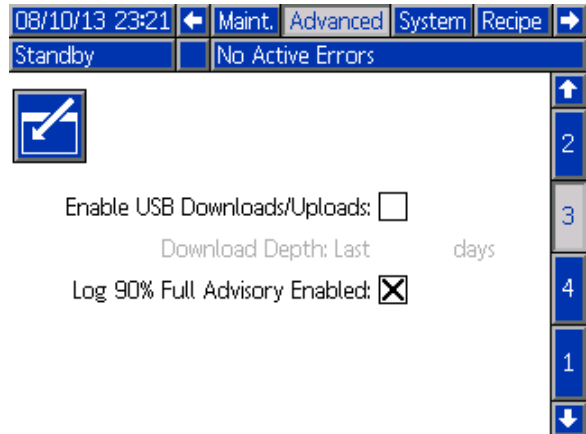 08/10/13 23:21 Maint. Advanced System Recipe
Standby No Active Errors
2
Enable USB Downloads/Uploads:
3
Download Depth: Last days
Log 90% Full Advisory Enabled:
4
1